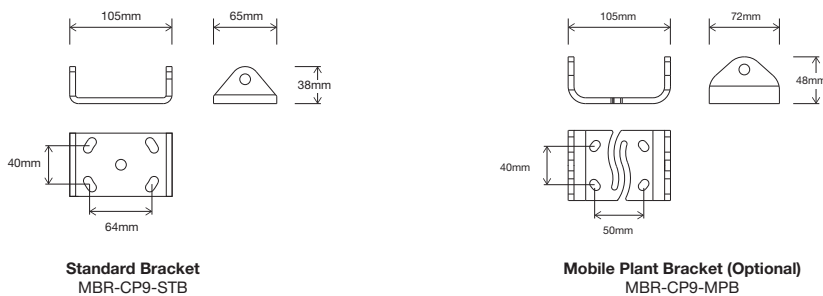 105mm
65mm
38mm
40mm
64mm
Standard Bracket
MBR-CP9-STB
105mm
72mm
48mm
40mm
50mm
Mobile Plant Bracket (Optional)
MBR-CP9-MPB